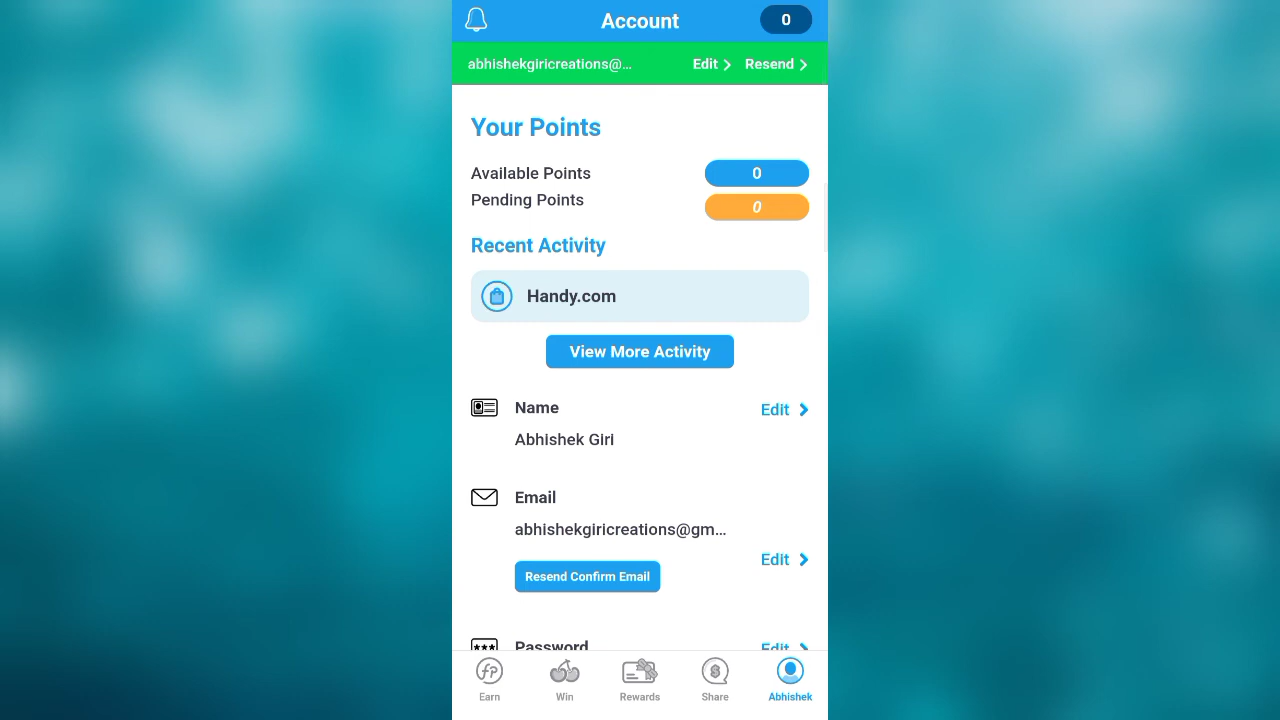 Account
0
abhishekgiricreations@...
Edit
Resend
Your Points
Available Points
0
Pending Points
0
Recent Activity
Handy.com
View More Activity
Name
Edit
Abhishek Giri
Email
abhishekgiricreations@gm...
Edit
Resend Confirm Email
Password
Edit
fp
Earn
Win
Rewards
$
Share
Abhishek